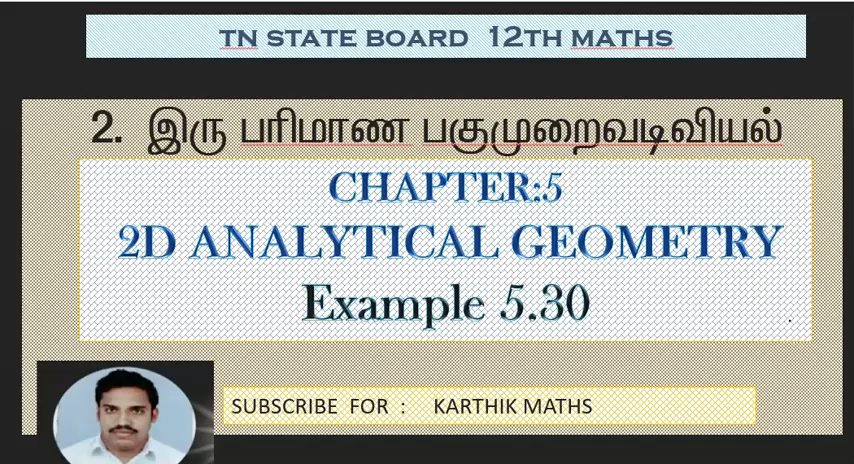 TN STATE BOARD 12TH MATHS
2. இரு பரிமாண பகுமுறைவடிவியல்
CHAPTER:5
2D ANALYTICAL GEOMETRY
Example 5.30
.
SUBSCRIBE FOR : KARTHIK MATHS